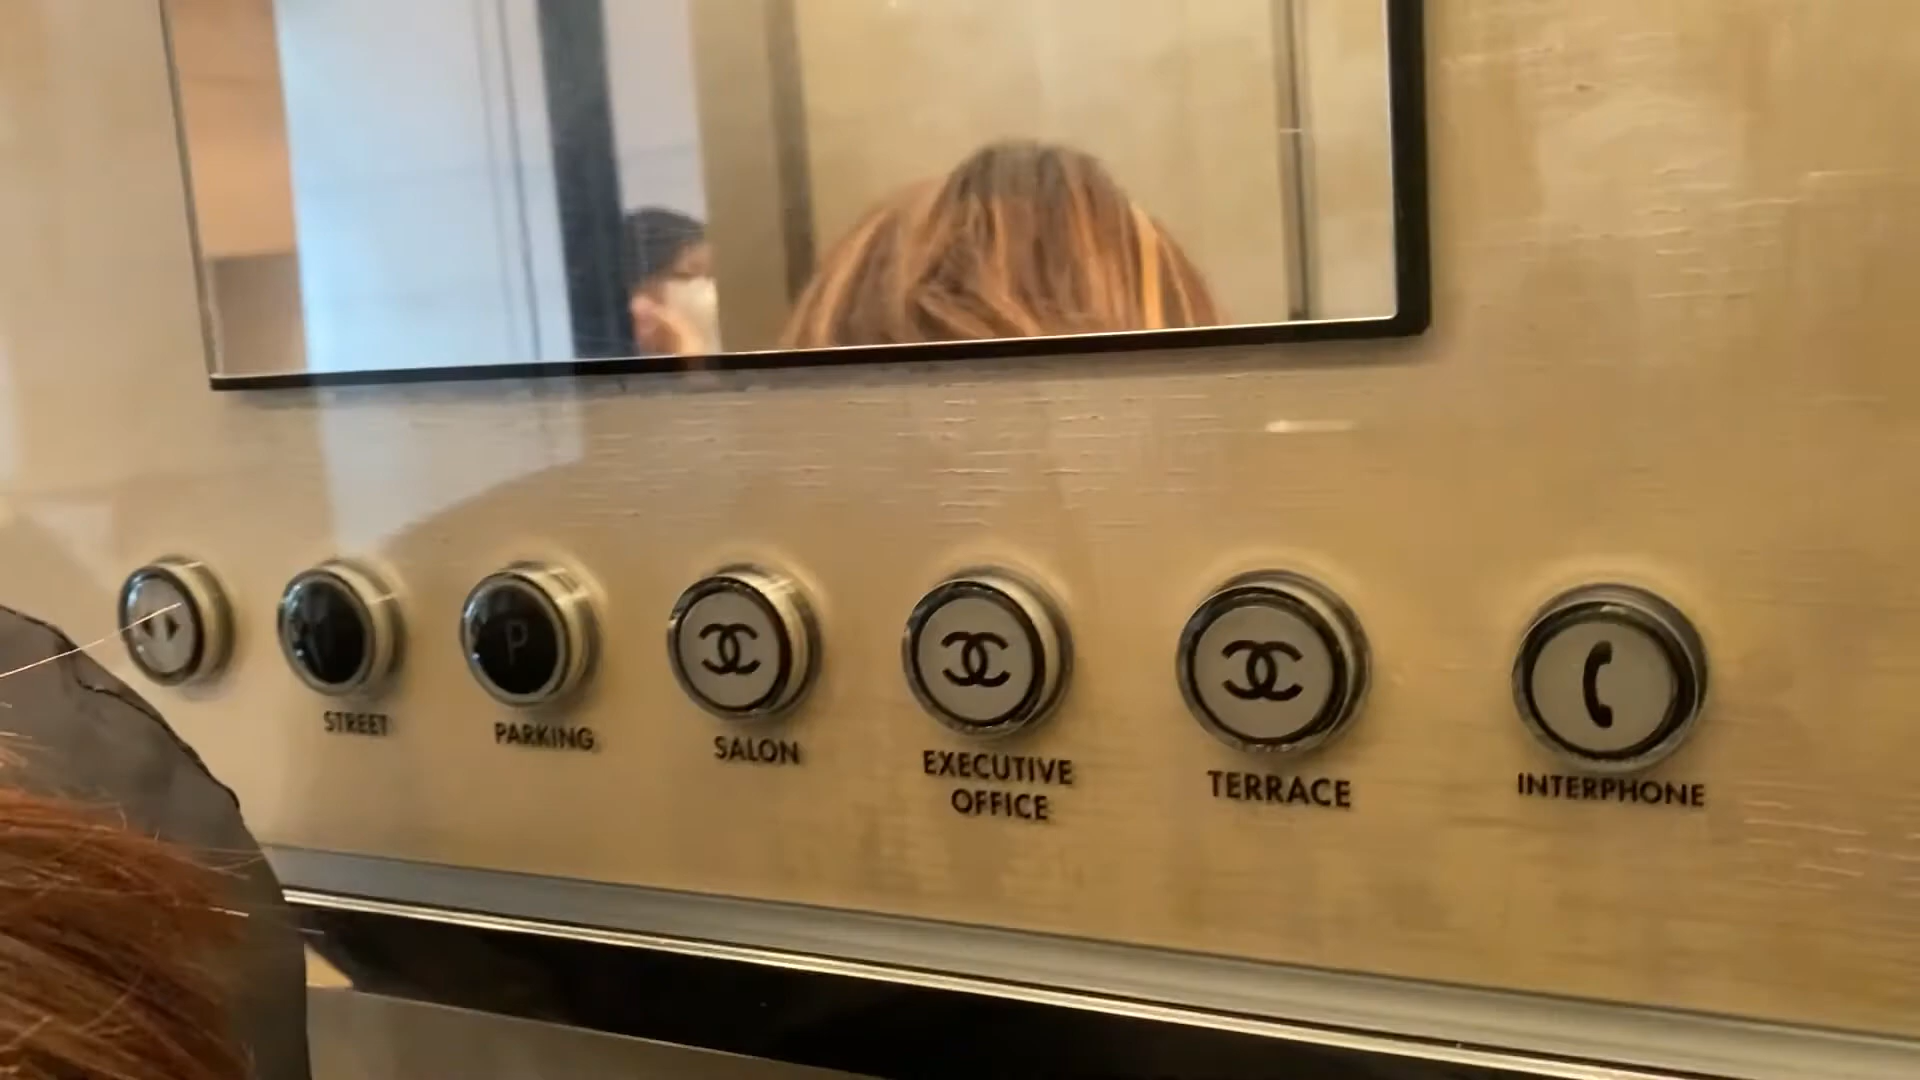 P
STREET
PARKING
SALON
EXECUTIVE
OFFICE
TERRACE
INTERPHONE